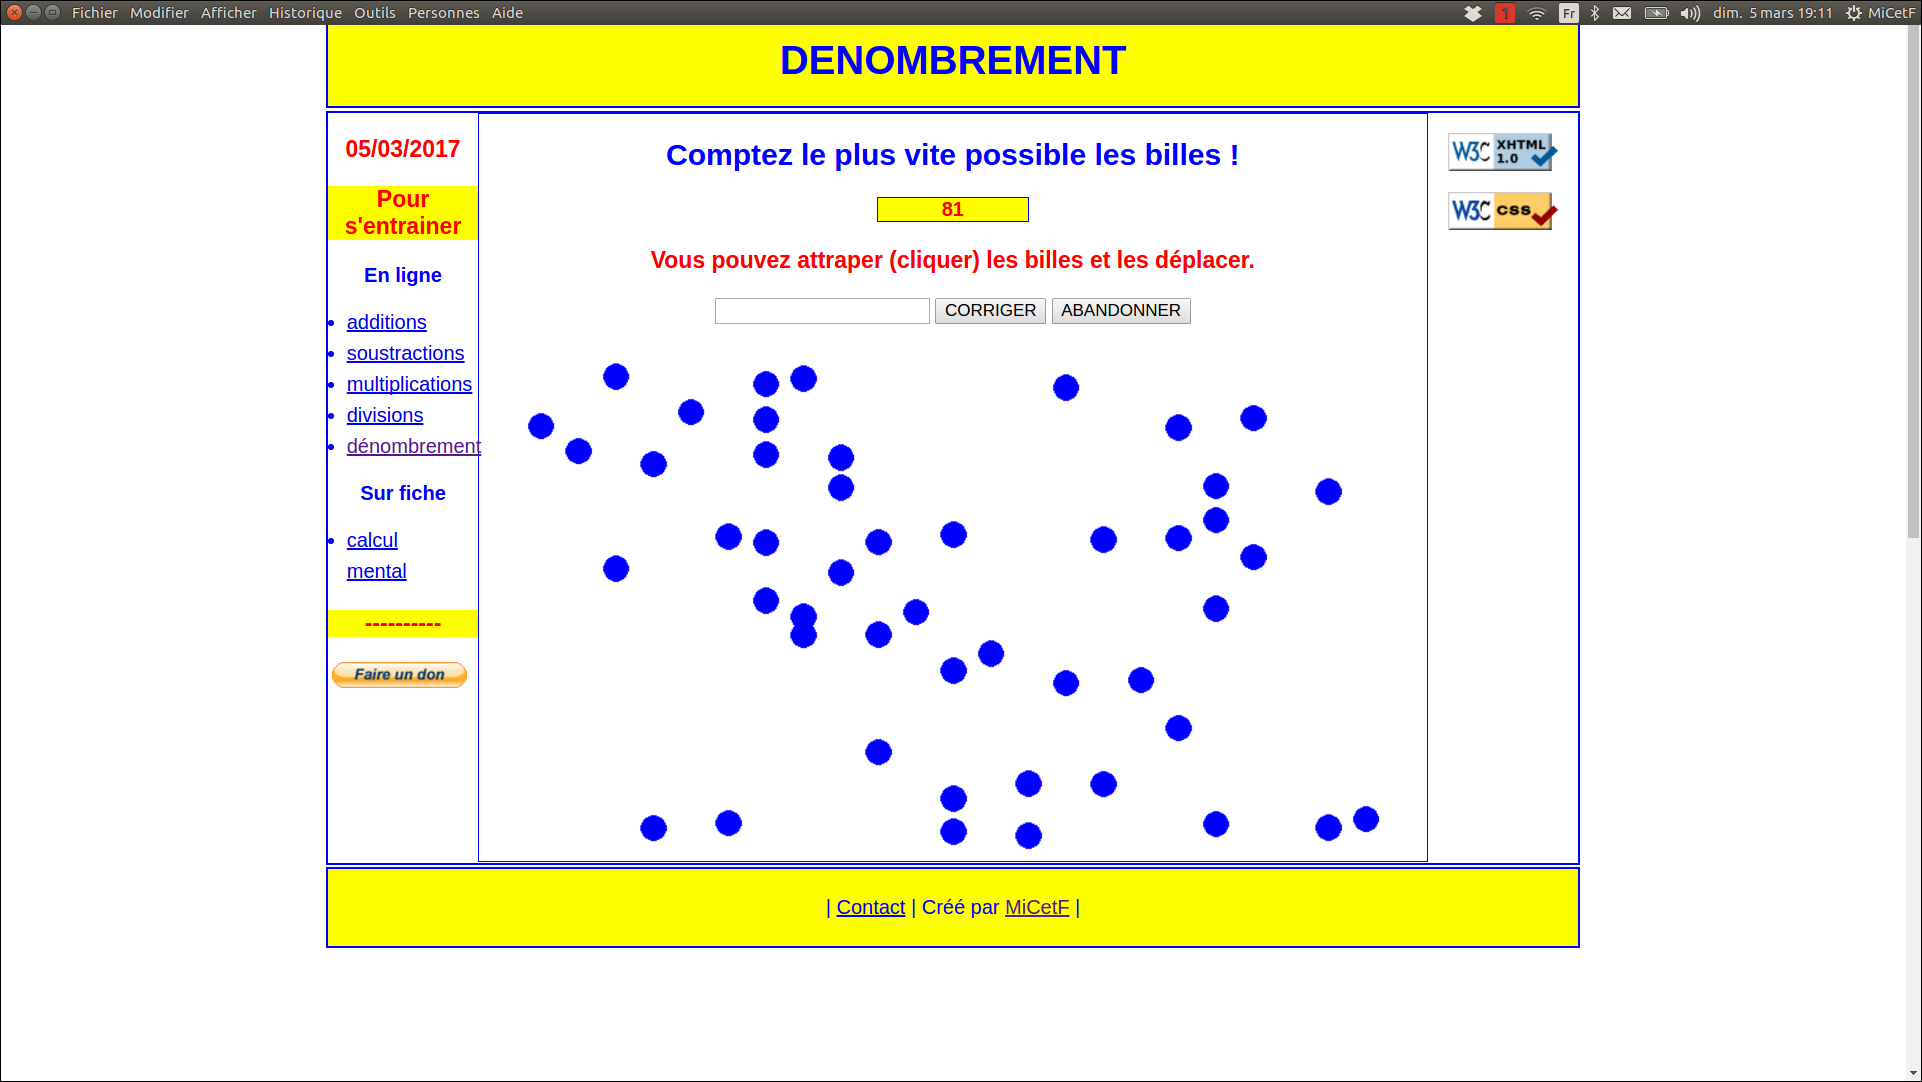 Fichier Modifier Afficher Historique Outils Personnes Aide 1 Fr dim. 5 mars 19:11 MiCetF
DENOMBREMENT
05/03/2017
Pour
s'entrainer
En ligne
additions
soustractions
multiplications
divisions
dénombrement
Sur fiche
calcul
mental
----------
Faire un don
Comptez le plus vite possible les billes !
81
Vous pouvez attraper (cliquer) les billes et les déplacer.
CORRIGER ABANDONNER
W3C XHTML 1.0
W3C css
| Contact | Créé par MiCetF |